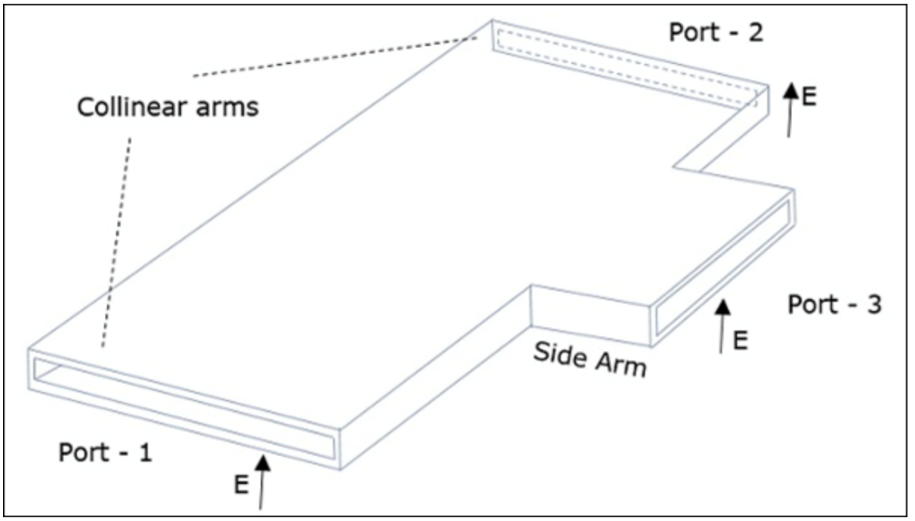 Port - 2
Collinear arms
E
Port - 3
E
Side Arm
Port - 1
E